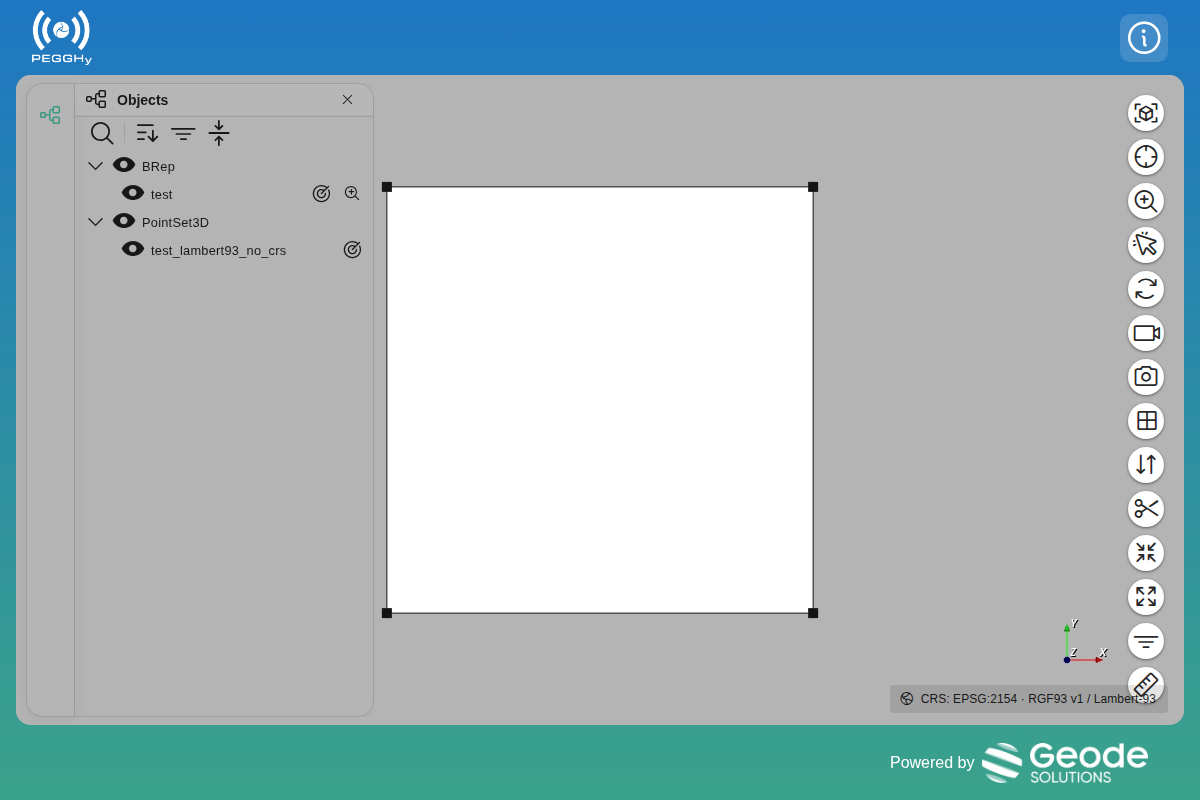 PEGGHy
Objects
BRep
test
PointSet3D
test_lambert93_no_crs
Y
Z X
CRS: EPSG:2154 · RGF93 v1 / Lambert-93
Powered by Geode
SOLUTIONS